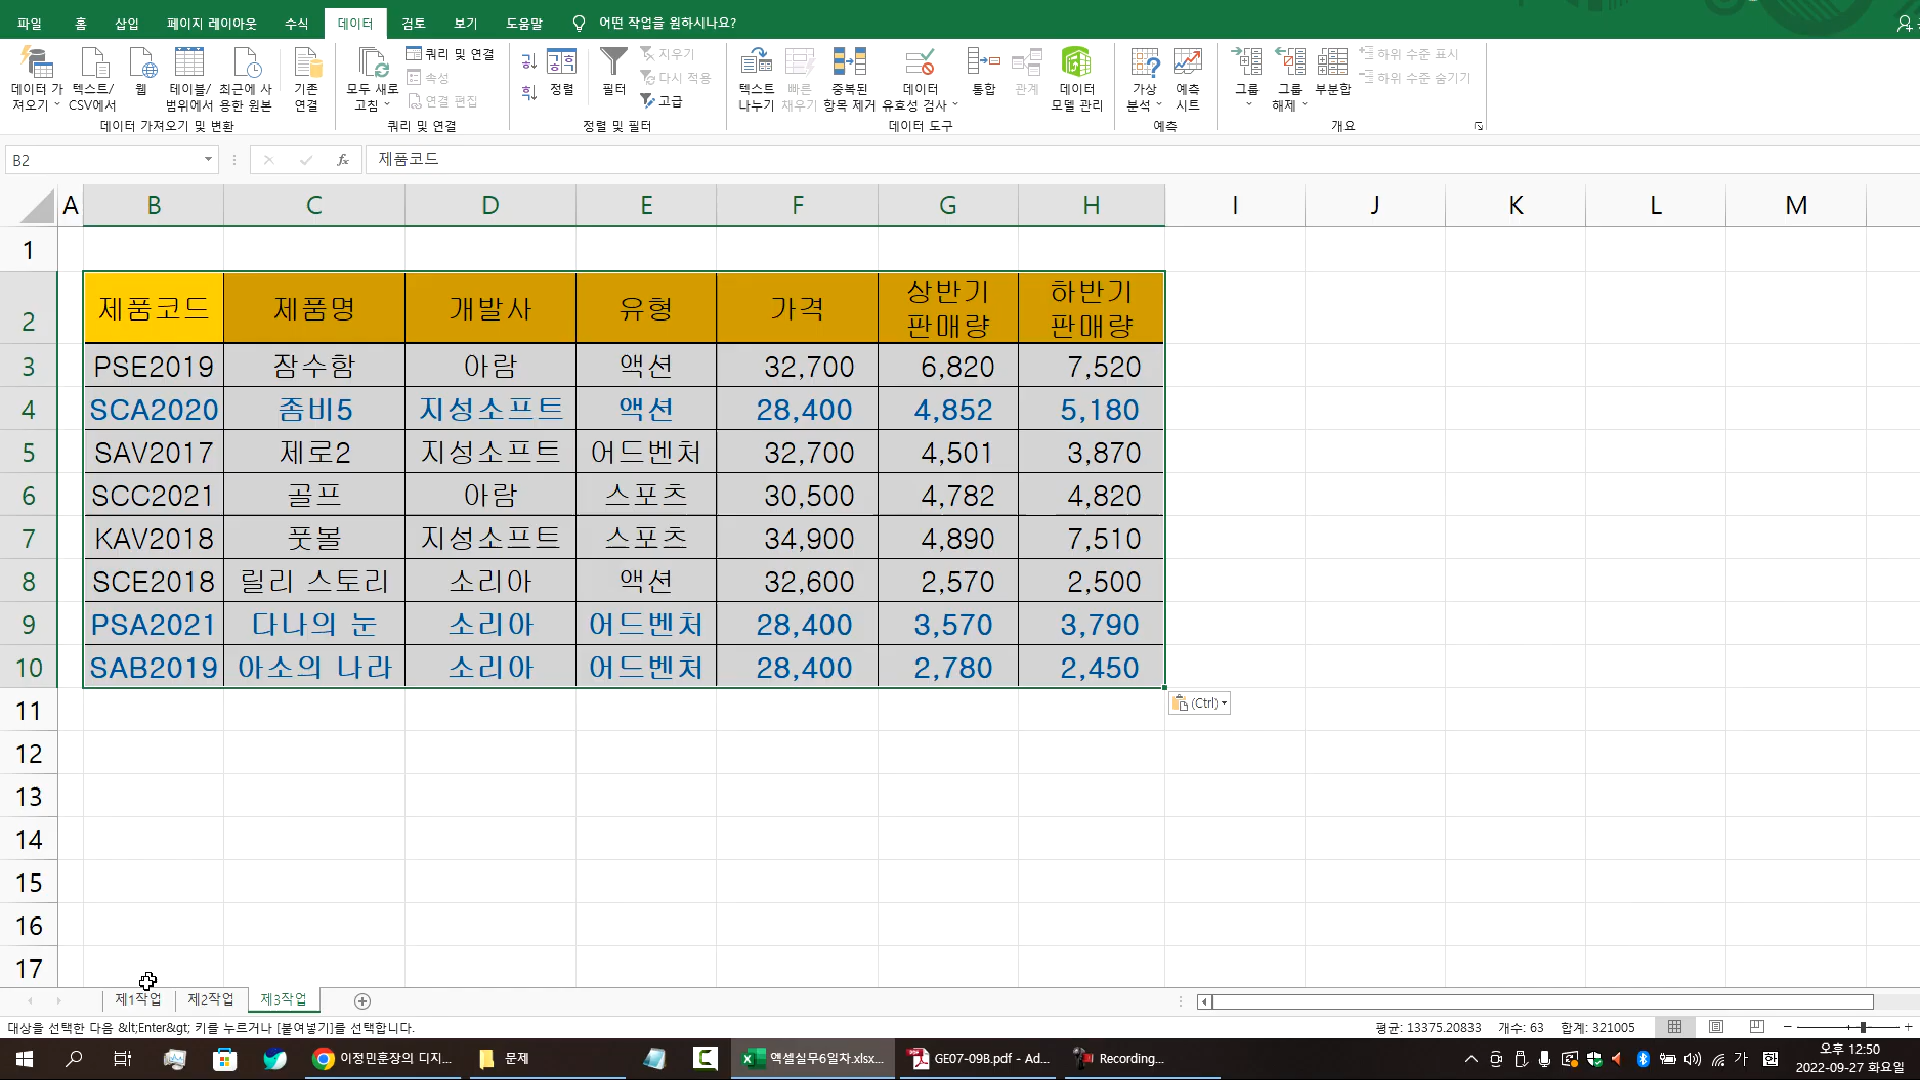 파일 홈 삽입 페이지 레이아웃 수식 데이터 검토 보기 도움말 어떤 작업을 원하시나요?
데이터 가져오기 텍스트/CSV에서 웹 테이블/범위에서 최근에 사용한 원본 기존 연결
모두 새로 고침 쿼리 및 연결 속성 연결 편집
정렬 필터 지우기 다시 적용 고급
텍스트 나누기 빠른 채우기 중복된 항목 제거 데이터 유효성 검사 통합 관계 데이터 모델 관리
가상 분석 예측 시트 그룹 그룹 해제 부분합 하위 수준 표시 하위 수준 숨기기
데이터 가져오기 및 변환 쿼리 및 연결 정렬 및 필터 데이터 도구 예측 개요
B2 fx 제품코드
A B C D E F G H I J K L M
1
2 제품코드 제품명 개발사 유형 가격 상반기 판매량 하반기 판매량
3 PSE2019 잠수함 아람 액션 32,700 6,820 7,520
4 SCA2020 좀비5 지성소프트 액션 28,400 4,852 5,180
5 SAV2017 제로2 지성소프트 어드벤처 32,700 4,501 3,870
6 SCC2021 골프 아람 스포츠 30,500 4,782 4,820
7 KAV2018 풋볼 지성소프트 스포츠 34,900 4,890 7,510
8 SCE2018 릴리 스토리 소리아 액션 32,600 2,570 2,500
9 PSA2021 다나의 눈 소리아 어드벤처 28,400 3,570 3,790
10 SAB2019 아소의 나라 소리아 어드벤처 28,400 2,780 2,450
(Ctrl)
11
12
13
14
15
16
17
제1작업 제2작업 제3작업
대상을 선택한 다음 &lt;Enter&gt; 키를 누르거나 [붙여넣기]를 선택합니다. 평균: 13375.20833 개수: 63 합계: 321005
이정민훈장의 디지... 문제 엑셀실무6일차.xlsx... GE07-09B.pdf - Ad... Recording... 가 한 오후 12:50
2022-09-27 화요일